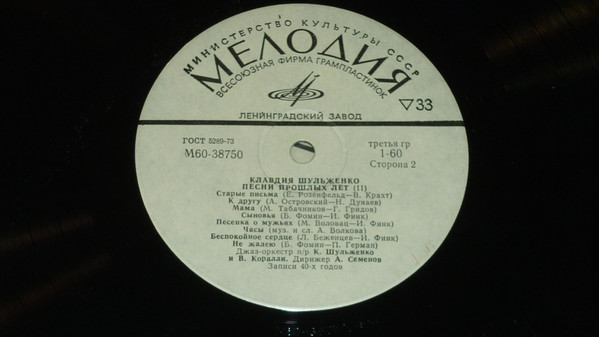 МИНИСТЕРСТВО КУЛЬТУРЫ СССР
МЕЛОДИЯ
ВСЕСОЮЗНАЯ ФИРМА ГРАМПЛАСТИНОК
▽33
ЛЕНИНГРАДСКИЙ ЗАВОД
ГОСТ 5289-73
М60-38750
третья гр
1-60
Сторона 2
КЛАВДИЯ ШУЛЬЖЕНКО
ПЕСНИ ПРОШЛЫХ ЛЕТ (11)
Старые письма (Е. Розенфельд—В. Крахт)
К другу (А. Островский—Н. Дунаев)
Мама (М. Табачников—Г. Гридов)
Сыновья (Б. Фомин—И. Финк)
Песенка о мужьях (М. Воловац—И. Финк)
Часы (муз. и сл. А. Волкова)
Беспокойное сердце (Л. Беженцев—И. Финк)
Не жалею (Б. Фомин—П. Герман)
Джаз-оркестр п/р К. Шульженко
и В. Коралли. Дирижер А. Семенов
Записи 40-х годов